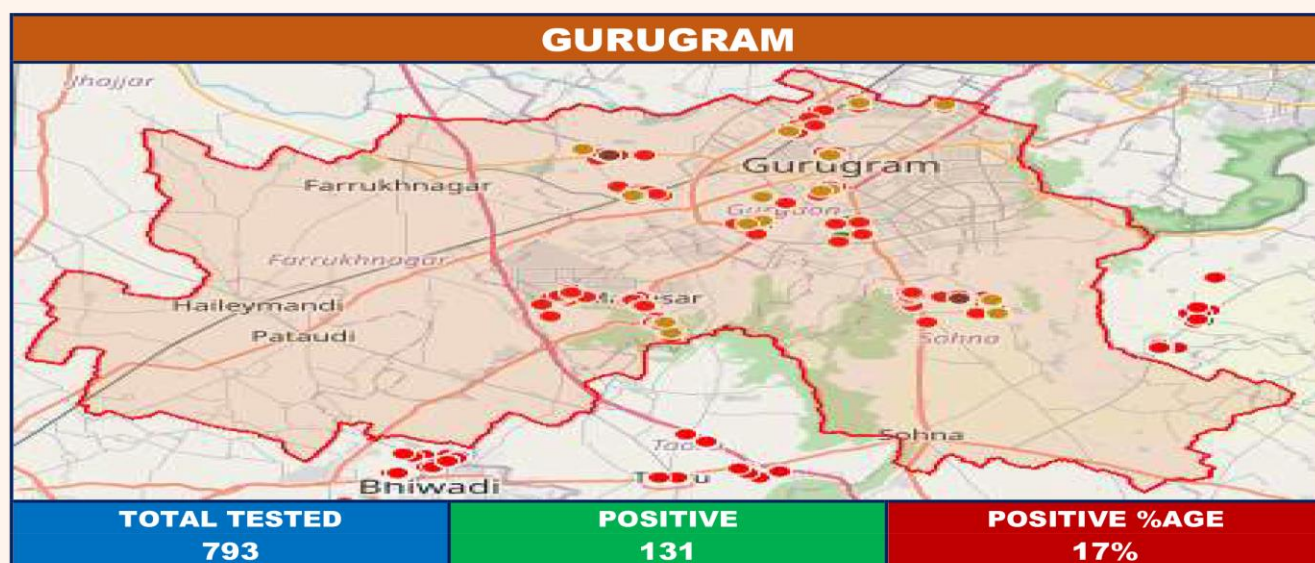 GURUGRAM
Jhajjar
Gurugram
Farrukhnagar
Gurgaon
Farrukhnagar
Haileymandi
Pataudi
Sohna
Sohna
Bhiwadi
TOTAL TESTED
POSITIVE
POSITIVE %AGE
793
131
17%